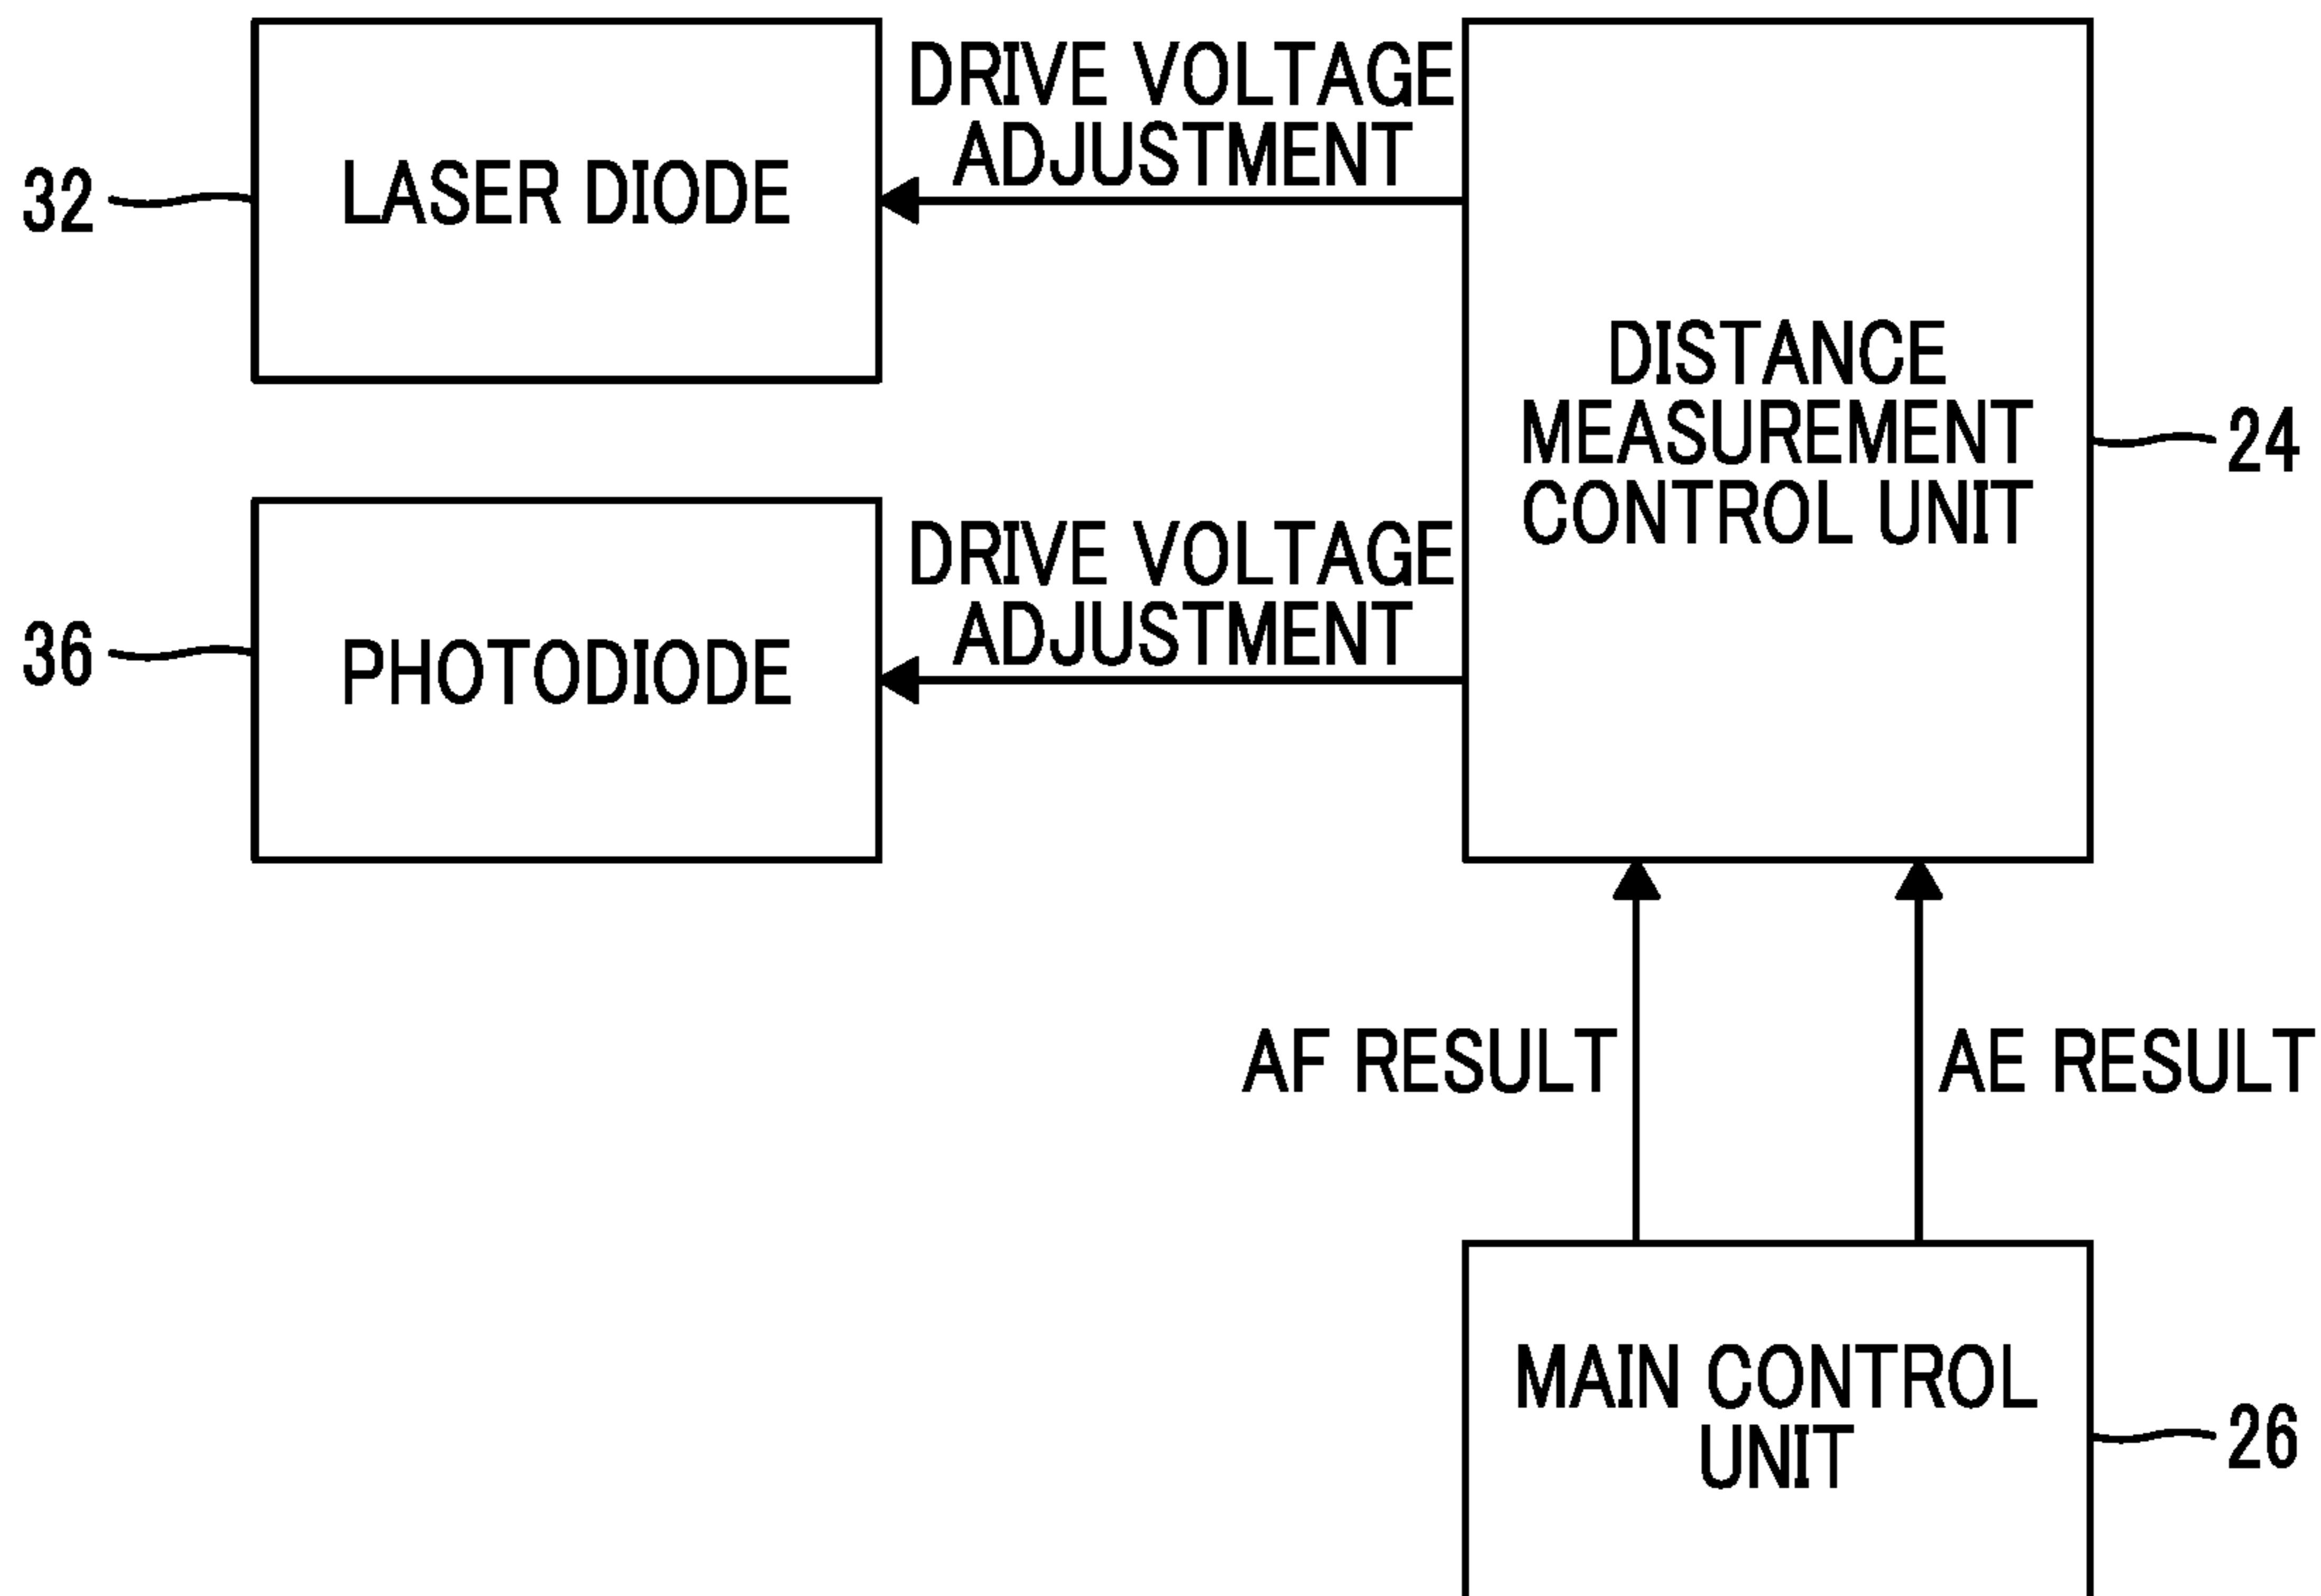 DRIVE VOLTAGE
ADJUSTMENT
32
LASER DIODE
DISTANCE
MEASUREMENT
CONTROL UNIT
24
DRIVE VOLTAGE
ADJUSTMENT
36
PHOTODIODE
AF RESULT
AE RESULT
MAIN CONTROL
UNIT
26